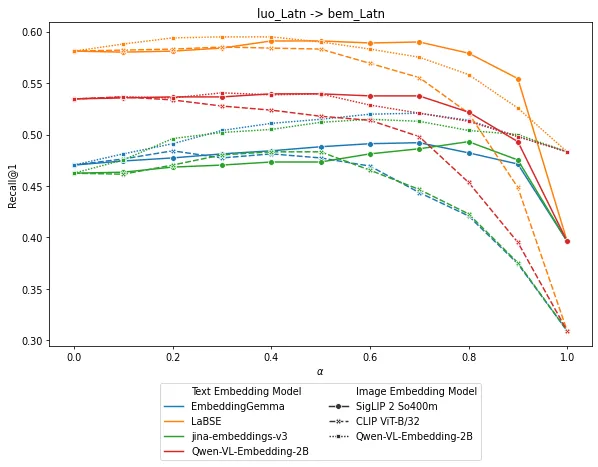 luo_Latn -> bem_Latn
0.60
0.55
0.50
0.45
0.40
0.35
0.30
Recall@1
0.0
0.2
0.4
0.6
0.8
1.0
α
Text Embedding Model
EmbeddingGemma
LaBSE
jina-embeddings-v3
Qwen-VL-Embedding-2B
Image Embedding Model
SigLIP 2 So400m
CLIP ViT-B/32
Qwen-VL-Embedding-2B